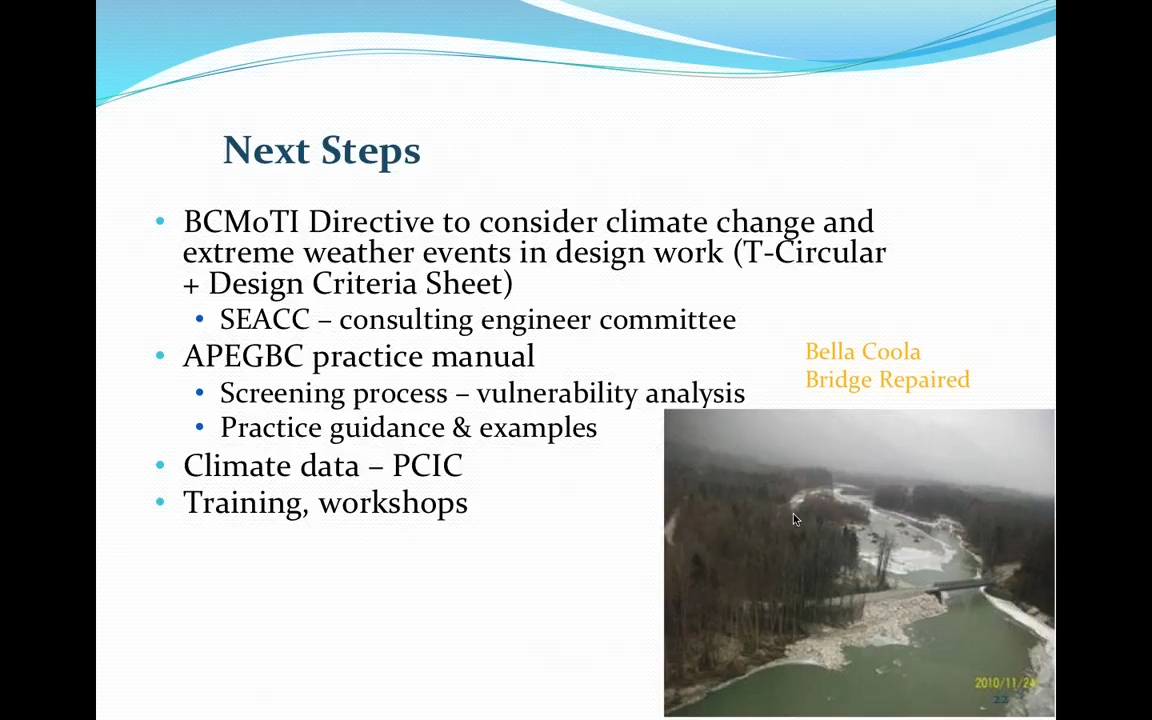 Next Steps
• BCMoTI Directive to consider climate change and
extreme weather events in design work (T-Circular
+ Design Criteria Sheet)
• SEACC – consulting engineer committee
• APEGBC practice manual
• Screening process – vulnerability analysis
• Practice guidance & examples
• Climate data – PCIC
• Training, workshops
Bella Coola
Bridge Repaired
2010/11/24
22